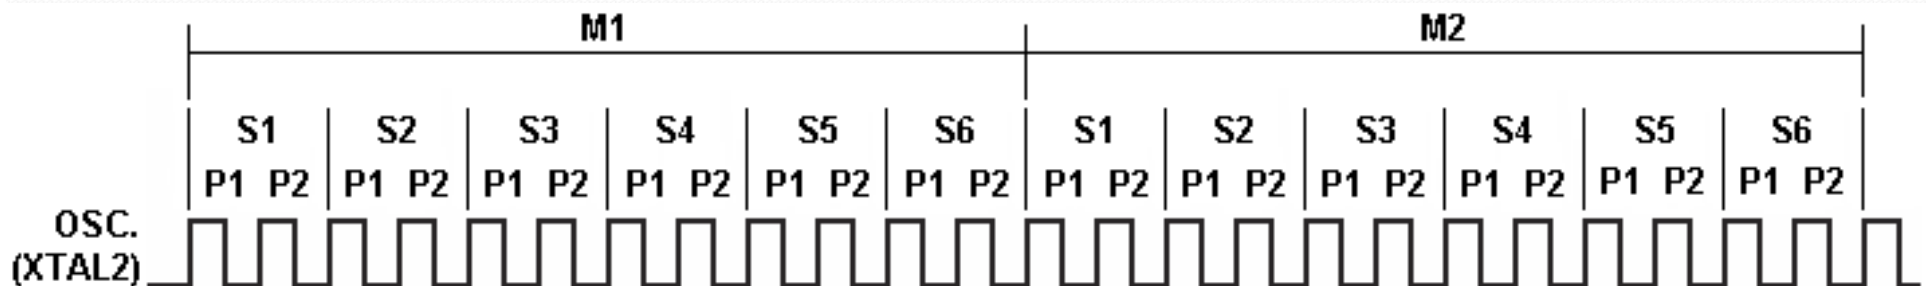 M1 M2
S1 S2 S3 S4 S5 S6 S1 S2 S3 S4 S5 S6
P1 P2 P1 P2 P1 P2 P1 P2 P1 P2 P1 P2 P1 P2 P1 P2 P1 P2 P1 P2 P1 P2 P1 P2
OSC.
(XTAL2)